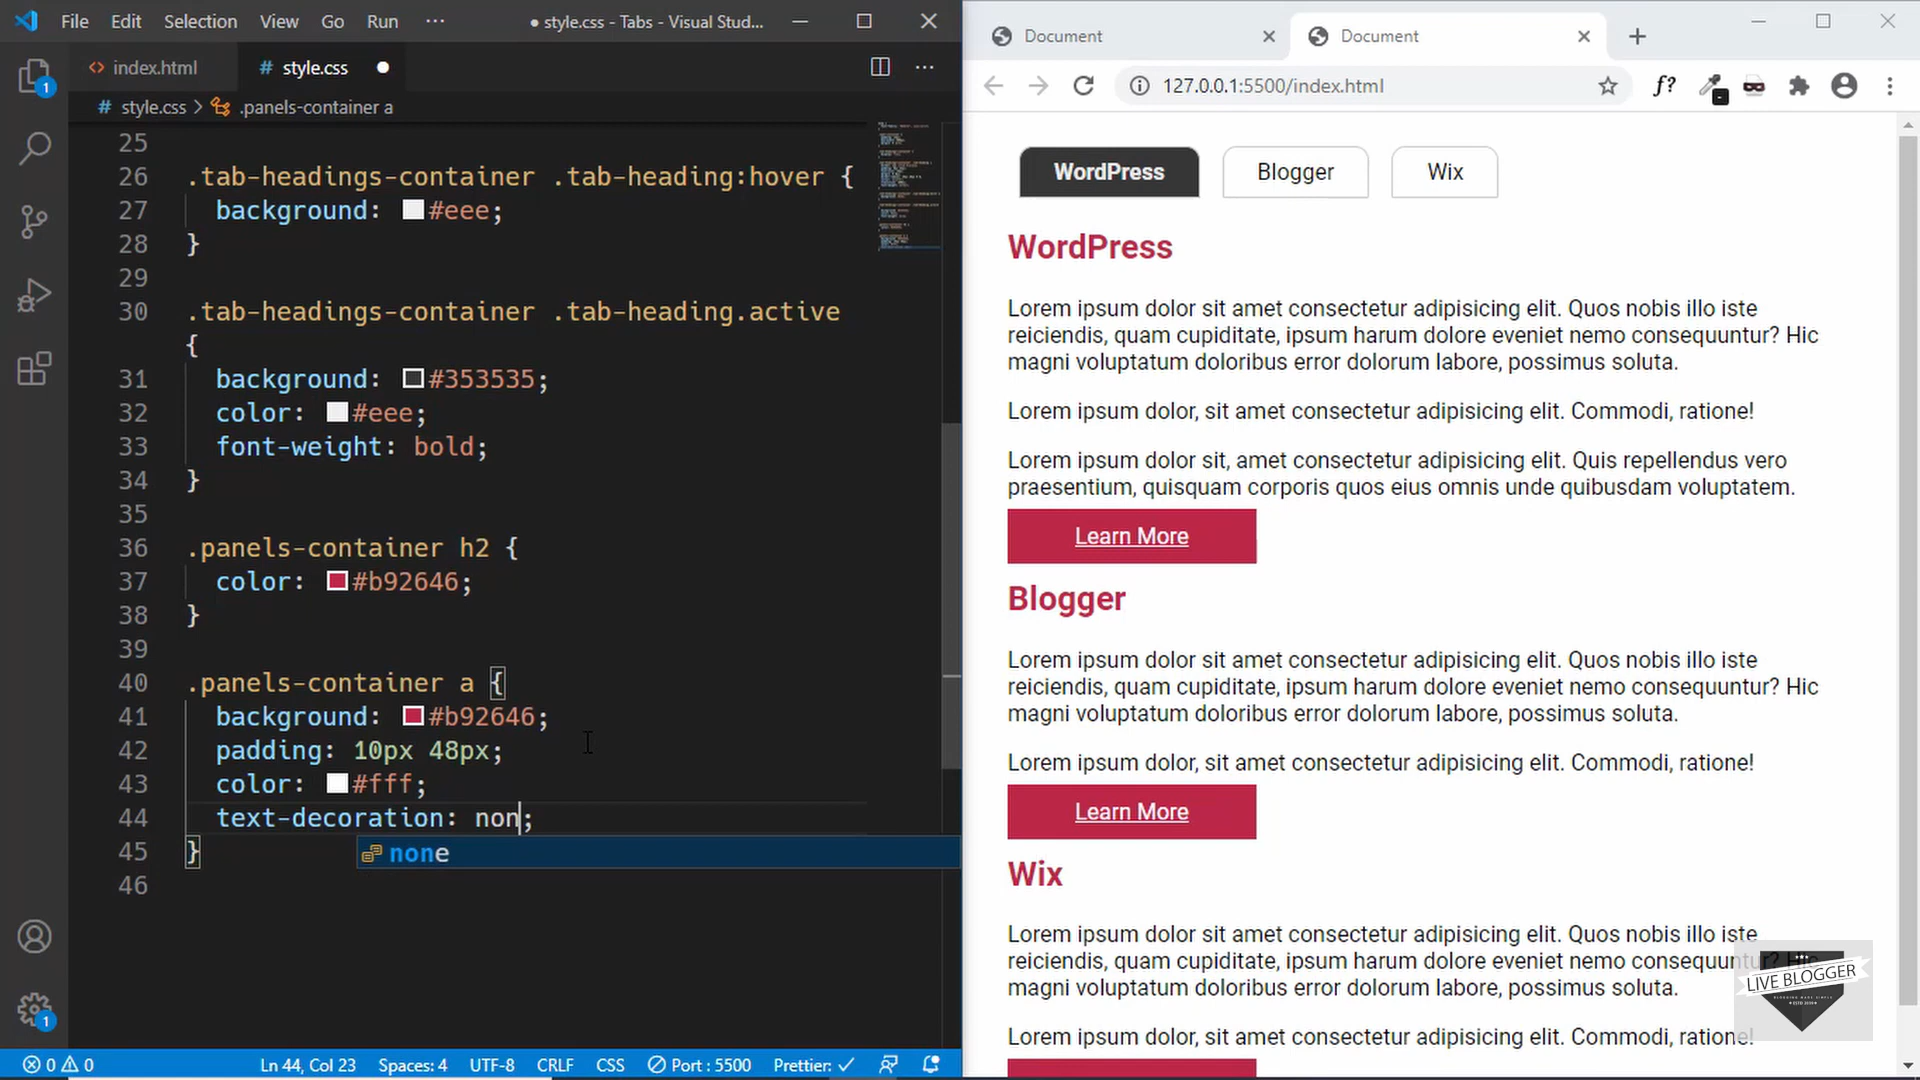 File Edit Selection View Go Run ··· ● style.css - Tabs - Visual Stud...
index.html
# style.css ●
# style.css > .panels-container a
25
26 .tab-headings-container .tab-heading:hover {
27 background: #eee;
28 }
29
30 .tab-headings-container .tab-heading.active
{
31 background: #353535;
32 color: #eee;
33 font-weight: bold;
34 }
35
36 .panels-container h2 {
37 color: #b92646;
38 }
39
40 .panels-container a {
41 background: #b92646;
42 padding: 10px 48px;
43 color: #fff;
44 text-decoration: non;
45 }
none
46
1
1
0 0 Ln 44, Col 23 Spaces: 4 UTF-8 CRLF CSS Port : 5500 Prettier: ✓
Document
Document
127.0.0.1:5500/index.html
f?
WordPress
Blogger
Wix
WordPress
Lorem ipsum dolor sit amet consectetur adipisicing elit. Quos nobis illo iste
reiciendis, quam cupiditate, ipsum harum dolore eveniet nemo consequuntur? Hic
magni voluptatum doloribus error dolorum labore, possimus soluta.
Lorem ipsum dolor, sit amet consectetur adipisicing elit. Commodi, ratione!
Lorem ipsum dolor sit, amet consectetur adipisicing elit. Quis repellendus vero
praesentium, quisquam corporis quos eius omnis unde quibusdam voluptatem.
Learn More
Blogger
Lorem ipsum dolor sit amet consectetur adipisicing elit. Quos nobis illo iste
reiciendis, quam cupiditate, ipsum harum dolore eveniet nemo consequuntur? Hic
magni voluptatum doloribus error dolorum labore, possimus soluta.
Lorem ipsum dolor, sit amet consectetur adipisicing elit. Commodi, ratione!
Learn More
Wix
Lorem ipsum dolor sit amet consectetur adipisicing elit. Quos nobis illo iste
reiciendis, quam cupiditate, ipsum harum dolore eveniet nemo consequuntur? Hic
magni voluptatum doloribus error dolorum labore, possimus soluta.
Lorem ipsum dolor, sit amet consectetur adipisicing elit. Commodi, ratione!
LIVE BLOGGER